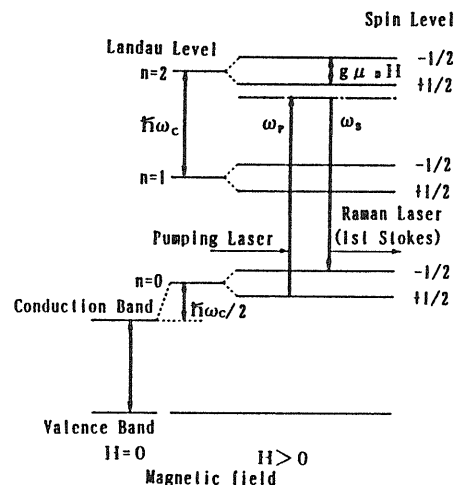 Spin Level
Landau Level
-1/2
n=2
gμBH
+1/2
ħωc
ωP
ωS
-1/2
n=1
+1/2
Raman Laser
Pumping Laser
(1st Stokes)
n=0
-1/2
Conduction Band
ħωc/2
+1/2
Valence Band
H=0
H>0
Magnetic field